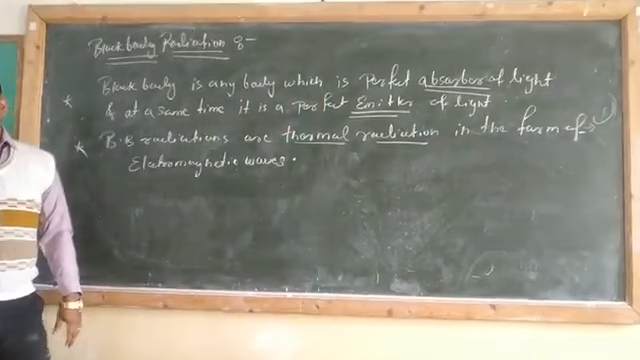 Black body Radiation :-
* Black body is any body which is Perfect absorber of light
& at a same time it is a Perfect Emitter of light.
* B.B radiations are thermal radiation in the form of
Electromagnetic waves.